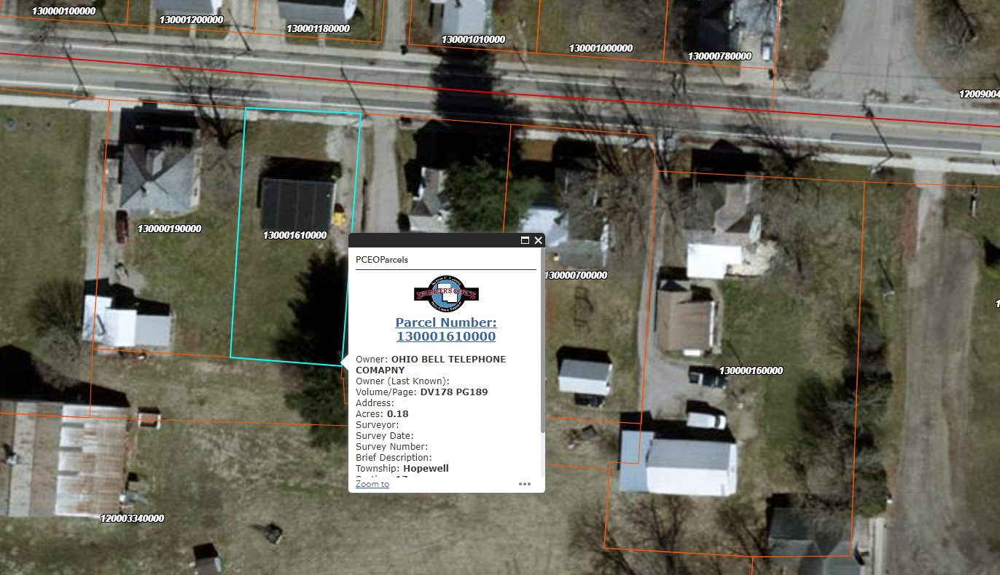 130000100000
130001200000
130001180000
130001010000
130001000000
130000780000
130000190000
130001610000
PCEOParcels
ENGINEER'S OFFICE
Parcel Number:
130001610000
130000700000
Owner: OHIO BELL TELEPHONE
COMAPNY
Owner (Last Known):
Volume/Page: DV178 PG189
Address:
Acres: 0.18
Surveyor:
Survey Date:
Survey Number:
Brief Description:
Township: Hopewell
Zoom to
130000160000
120003340000